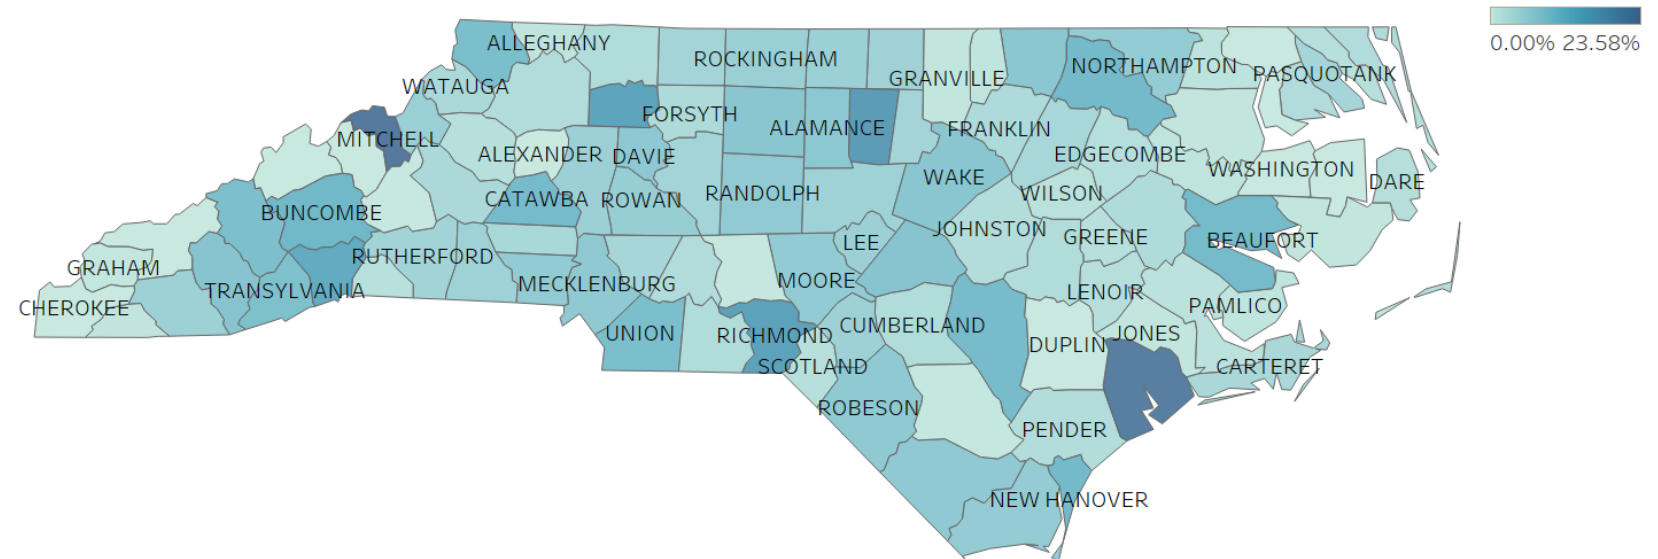 0.00% 23.58%
ALLEGHANY
ROCKINGHAM
NORTHAMPTON
PASQUOTANK
GRANVILLE
WATAUGA
FORSYTH
ALAMANCE
FRANKLIN
MITCHELL
ALEXANDER
DAVIE
EDGECOMBE
WASHINGTON
WAKE
DARE
CATAWBA
ROWAN
RANDOLPH
WILSON
BUNCOMBE
JOHNSTON
GREENE
BEAUFORT
LEE
RUTHERFORD
GRAHAM
MECKLENBURG
MOORE
TRANSYLVANIA
LENOIR
CHEROKEE
PAMLICO
CUMBERLAND
UNION
RICHMOND
JONES
DUPLIN
SCOTLAND
CARTERET
ROBESON
PENDER
NEW HANOVER